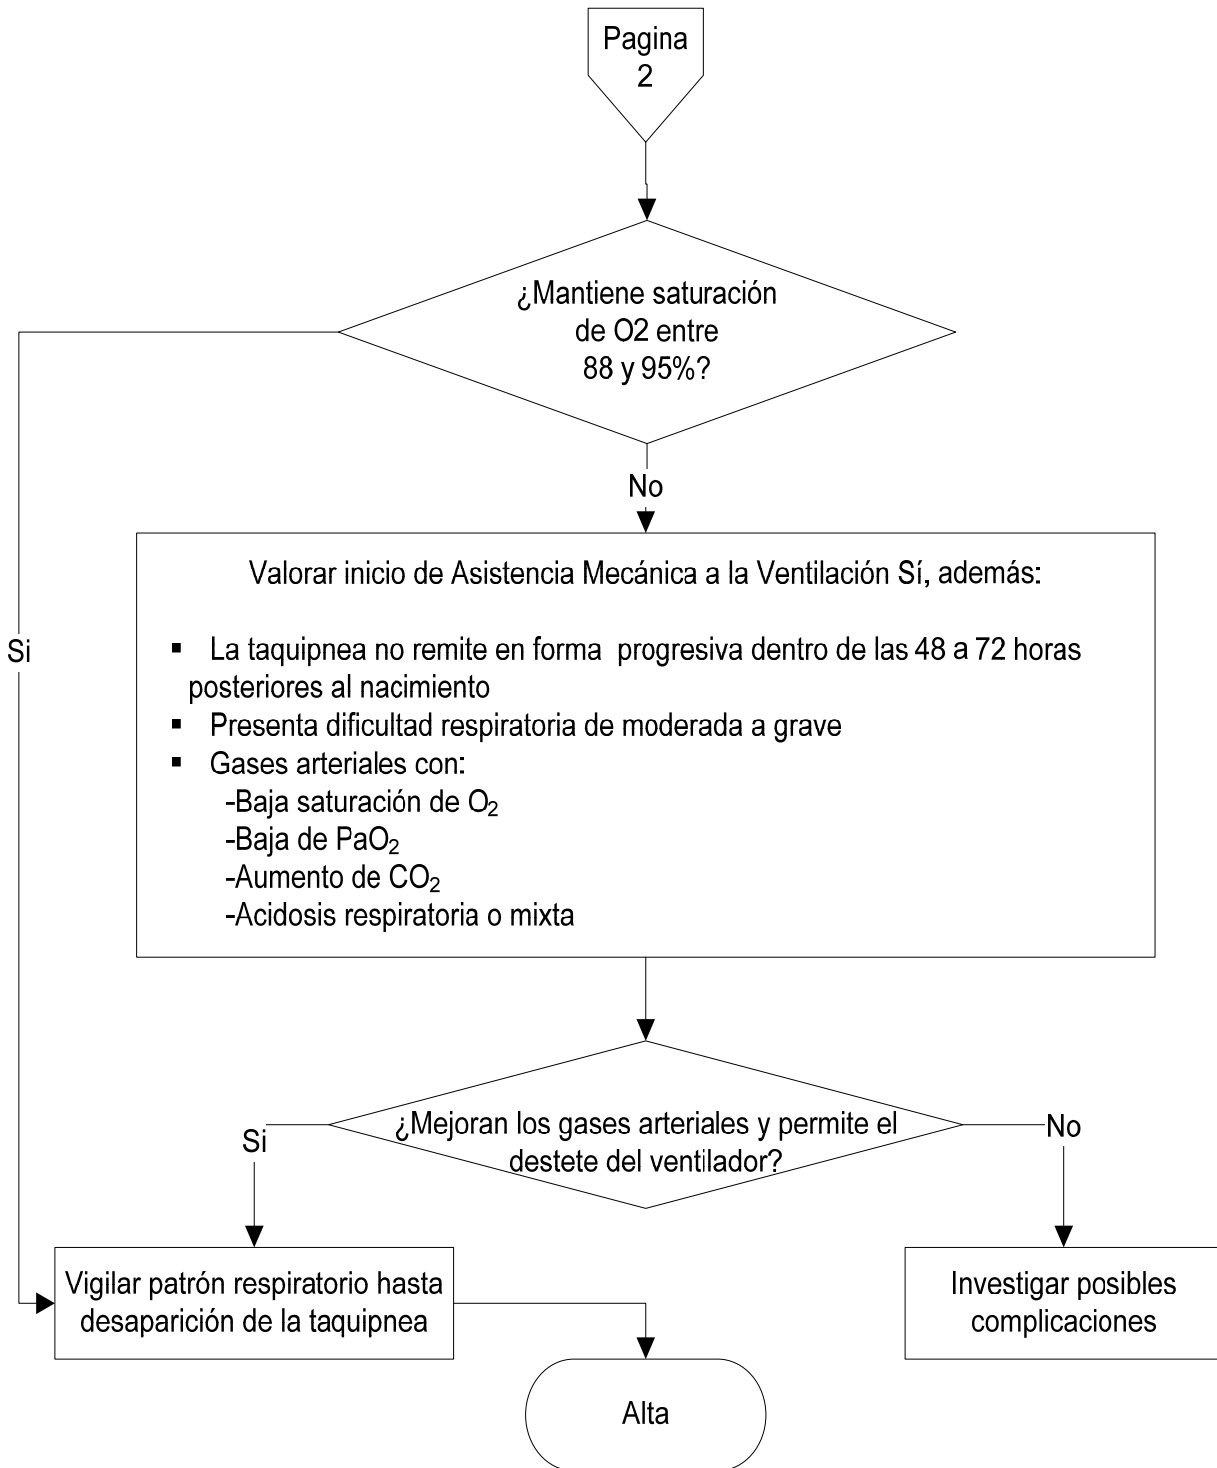 Pagina
2
¿Mantiene saturación
de O2 entre
88 y 95%?
No
Valorar inicio de Asistencia Mecánica a la Ventilación Sí, además:
Si
▪ La taquipnea no remite en forma progresiva dentro de las 48 a 72 horas
posteriores al nacimiento
▪ Presenta dificultad respiratoria de moderada a grave
▪ Gases arteriales con:
-Baja saturación de O₂
-Baja de PaO₂
-Aumento de CO₂
-Acidosis respiratoria o mixta
¿Mejoran los gases arteriales y permite el
destete del ventilador?
Si
No
Vigilar patrón respiratorio hasta
desaparición de la taquipnea
Investigar posibles
complicaciones
Alta